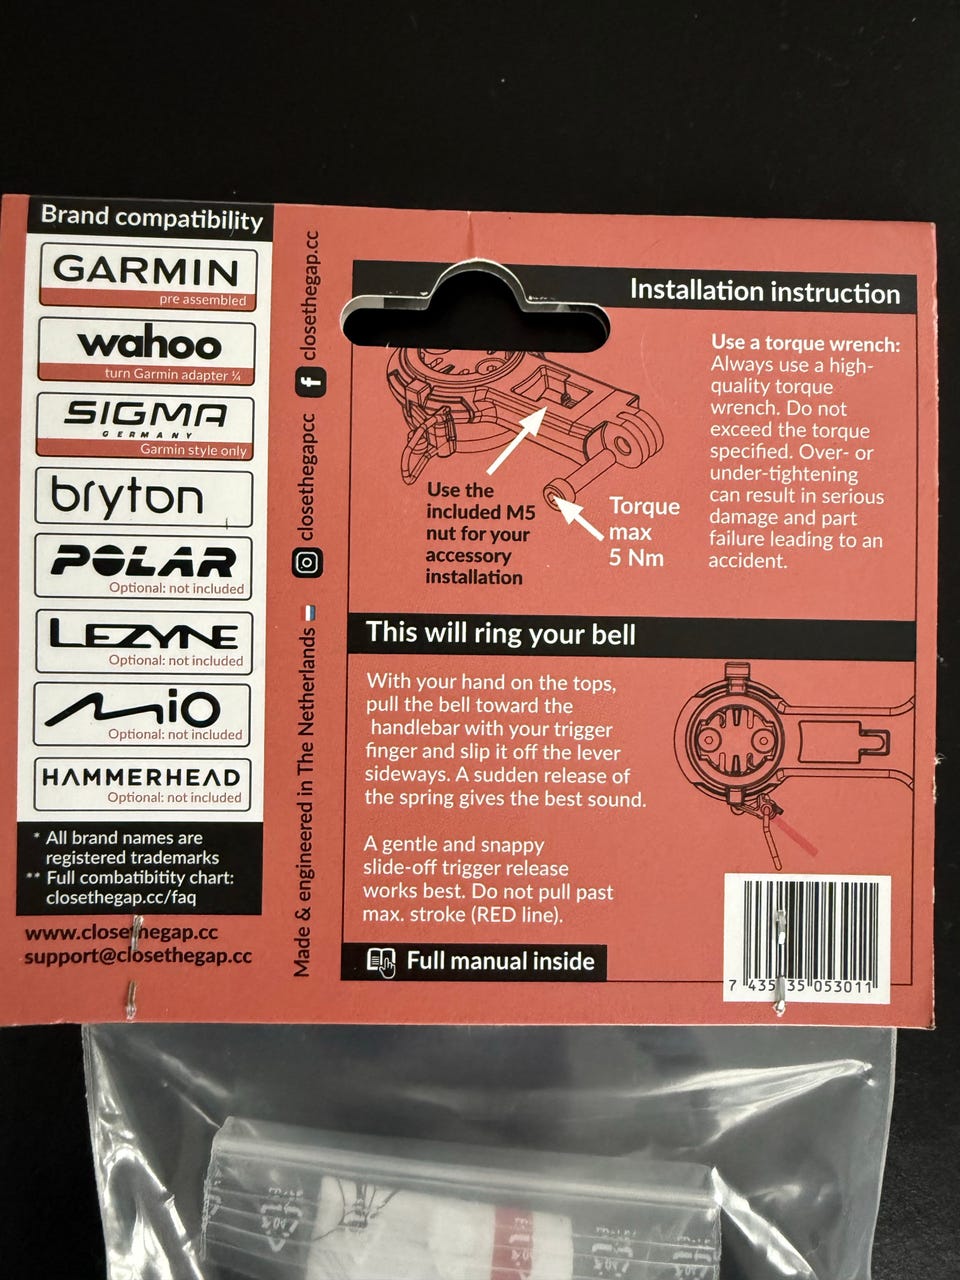 Brand compatibility
GARMIN
pre assembled
wahoo
turn Garmin adapter ¼
SIGMA
GERMANY
Garmin style only
bryton
POLAR
Optional: not included
LEZYNE
Optional: not included
MiO
Optional: not included
HAMMERHEAD
Optional: not included
* All brand names are
registered trademarks
** Full combatibility chart:
closethegap.cc/faq
www.closethegap.cc
support@closethegap.cc
closethegap.cc
closethegapcc
Made & engineered in The Netherlands
Installation instruction
Use the
included M5
nut for your
accessory
installation
Torque
max
5 Nm
Use a torque wrench:
Always use a high-
quality torque
wrench. Do not
exceed the torque
specified. Over- or
under-tightening
can result in serious
damage and part
failure leading to an
accident.
This will ring your bell
With your hand on the tops,
pull the bell toward the
handlebar with your trigger
finger and slip it off the lever
sideways. A sudden release of
the spring gives the best sound.
A gentle and snappy
slide-off trigger release
works best. Do not pull past
max. stroke (RED line).
Full manual inside
7 435 35 053011